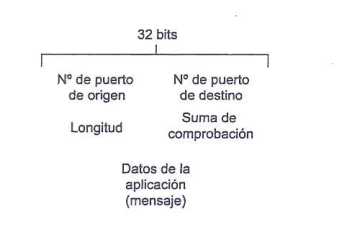 32 bits
Nº de puerto
de origen
Nº de puerto
de destino
Longitud
Suma de
comprobación
Datos de la
aplicación
(mensaje)